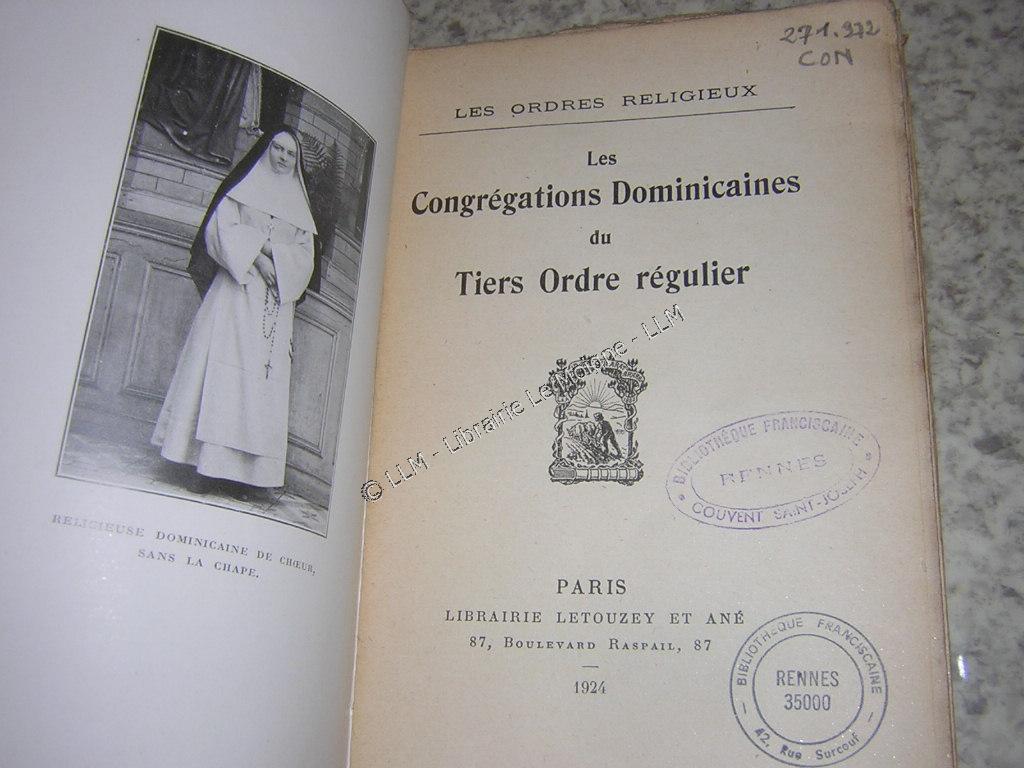 RELIGIEUSE DOMINICAINE DE CHŒUR,
SANS LA CHAPE.
271.972
CON
LES ORDRES RELIGIEUX
Les
Congrégations Dominicaines
du
Tiers Ordre régulier
© LLM - Librairie Le Moine - LLM
BIBLIOTHÈQUE FRANCISCAINE
RENNES
COUVENT SAINT-JOSEPH
PARIS
LIBRAIRIE LETOUZEY ET ANÉ
87, BOULEVARD RASPAIL, 87
1924
BIBLIOTHÈQUE FRANCISCAINE
RENNES
35000
42, Rue Surcouf